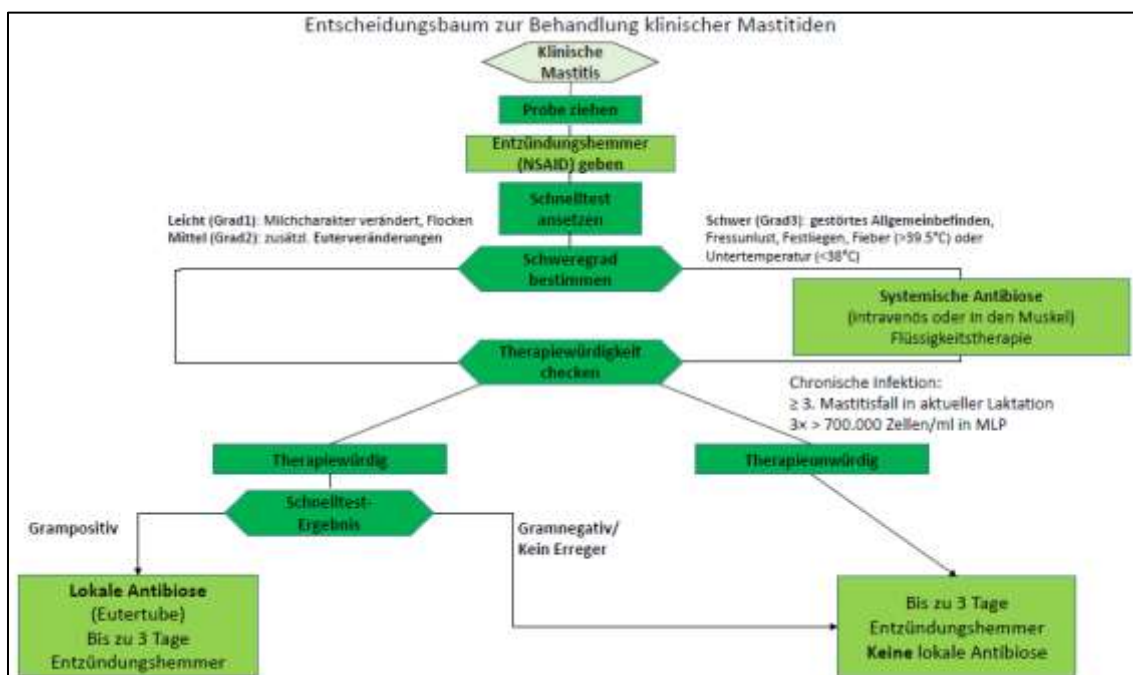 Entscheidungsbaum zur Behandlung klinischer Mastitiden
Klinische
Mastitis
Probe ziehen
Entzündungshemmer
(NSAID) geben
Schnelltest
ansetzen
Leicht (Grad1): Milchcharakter verändert, Flocken
Mittel (Grad2): zusätzl. Euterveränderungen
Schwer (Grad3): gestörtes Allgemeinbefinden,
Fressunlust, Festliegen, Fieber (>39.5°C) oder
Untertemperatur (<38°C)
Schweregrad
bestimmen
Systemische Antibiose
(intravenös oder in den Muskel)
Flüssigkeitstherapie
Therapiewürdigkeit
checken
Chronische Infektion:
≥ 3. Mastitisfall in aktueller Laktation
3× > 700.000 Zellen/ml in MLP
Therapiewürdig
Therapieonwürdig
Schnelltest-
Ergebnis
Grampositiv
Gramnegativ/
Kein Erreger
Lokale Antibiose
(Eutertube)
Bis zu 3 Tage
Entzündungshemmer
Bis zu 3 Tage
Entzündungshemmer
Keine lokale Antibiose